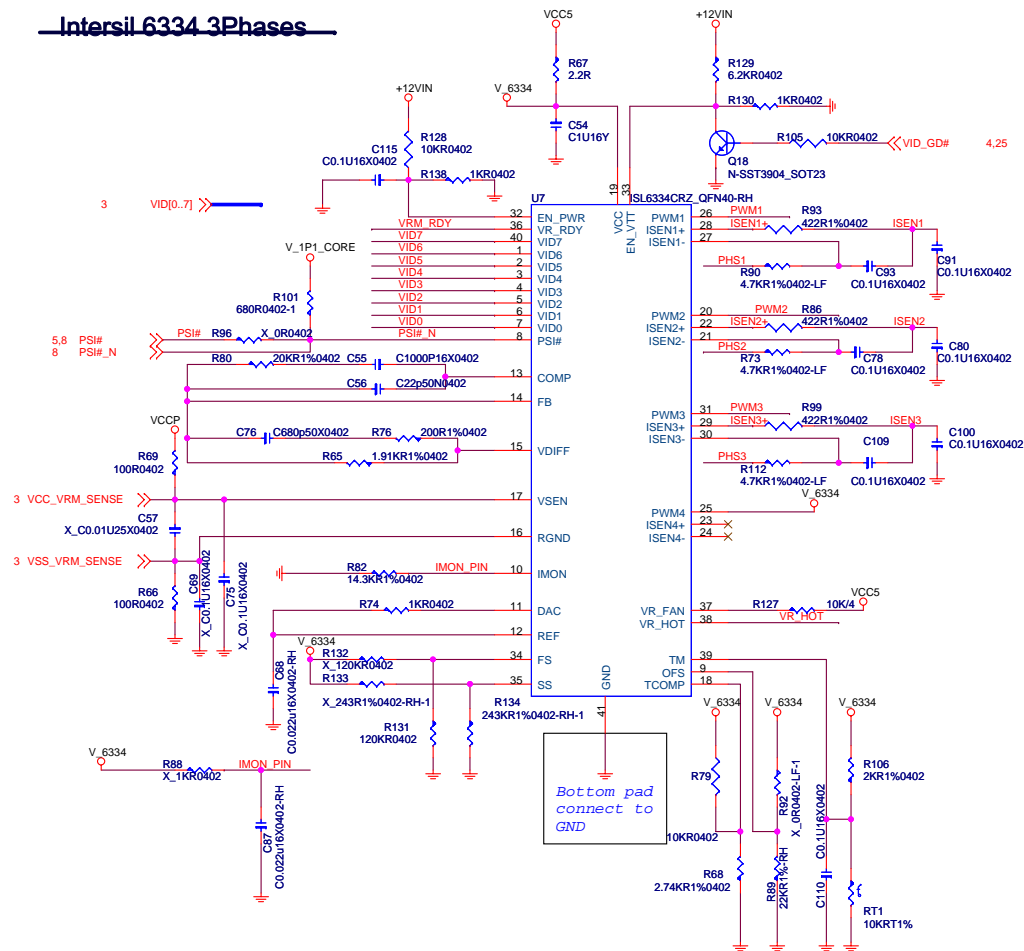 Intersil 6334 3Phases
VCC5
+12VIN
R67
2.2R
R129
6.2KR0402
V_6334
+12VIN
R130
1KR0402
C54
C1U16Y
R128
10KR0402
C115
C0.1U16X0402
R105
10KR0402
VID_GD#
4,25
Q18
N-SST3904_SOT23
R138
1KR0402
U7
ISL6334CRZ_QFN40-RH
19
33
VCC
EN_VTT
3
VID[0..7]
32
EN_PWR
VRM_RDY
36
VR_RDY
VID7
40
VID7
VID6
1
VID6
VID5
2
VID5
VID4
3
VID4
VID3
4
VID3
VID2
5
VID2
VID1
6
VID1
VID0
7
VID0
PSI#_N
8
PSI#
PWM1
26
PWM1
R93
ISEN1+
28
ISEN1+
422R1%0402
ISEN1
ISEN1-
27
PHS1
R90
4.7KR1%0402-LF
C93
C0.1U16X0402
C91
C0.1U16X0402
V_1P1_CORE
R101
680R0402-1
5,8
PSI#
PSI#
R96
X_0R0402
8
PSI#_N
PWM2
20
PWM2
R86
ISEN2+
22
ISEN2+
422R1%0402
ISEN2
ISEN2-
21
PHS2
R73
4.7KR1%0402-LF
C78
C0.1U16X0402
C80
C0.1U16X0402
R80
20KR1%0402
C55
C1000P16X0402
13
COMP
C56
C22p50N0402
14
FB
VCCP
C76
C680p50X0402
R76
200R1%0402
15
VDIFF
R65
1.91KR1%0402
PWM3
31
PWM3
R99
ISEN3+
29
ISEN3+
422R1%0402
ISEN3
ISEN3-
30
PHS3
R112
4.7KR1%0402-LF
C109
C0.1U16X0402
C100
C0.1U16X0402
R69
100R0402
3
VCC_VRM_SENSE
17
VSEN
C57
X_C0.01U25X0402
16
RGND
3
VSS_VRM_SENSE
R66
100R0402
C69
X_C0.1U16X0402
C75
X_C0.1U16X0402
V_6334
PWM4
25
ISEN4+
23
ISEN4-
24
R82
14.3KR1%0402
IMON_PIN
10
IMON
R74
1KR0402
11
DAC
12
REF
C68
C0.022u16X0402-RH
V_6334
R132
X_120KR0402
34
FS
R133
X_243R1%0402-RH-1
35
SS
R134
243KR1%0402-RH-1
R131
120KR0402
VR_FAN
37
R127
10K/4
VCC5
VR_HOT
38
VR_HOT
TM
39
OFS
9
TCOMP
18
GND
41
Bottom pad
connect to
GND
V_6334
R88
X_1KR0402
IMON_PIN
C87
C0.022u16X0402-RH
V_6334
V_6334
V_6334
R79
10KR0402
R92
X_0R0402-LF-1
R106
2KR1%0402
R68
2.74KR1%0402
R89
22KR1%-RH
C110
C0.1U16X0402
RT1
10KRT1%